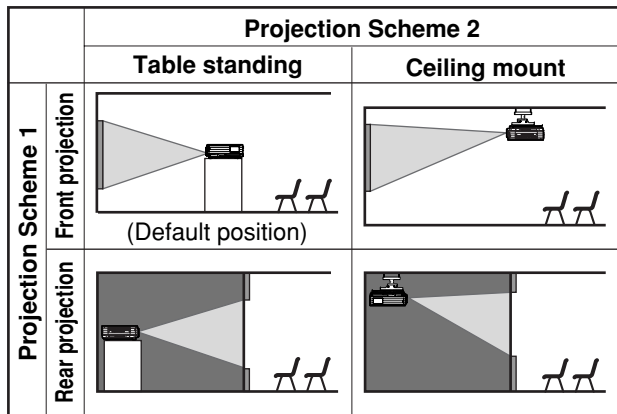 Projection Scheme 2
Table standing
Ceiling mount
Projection Scheme 1
Front projection
(Default position)
Rear projection